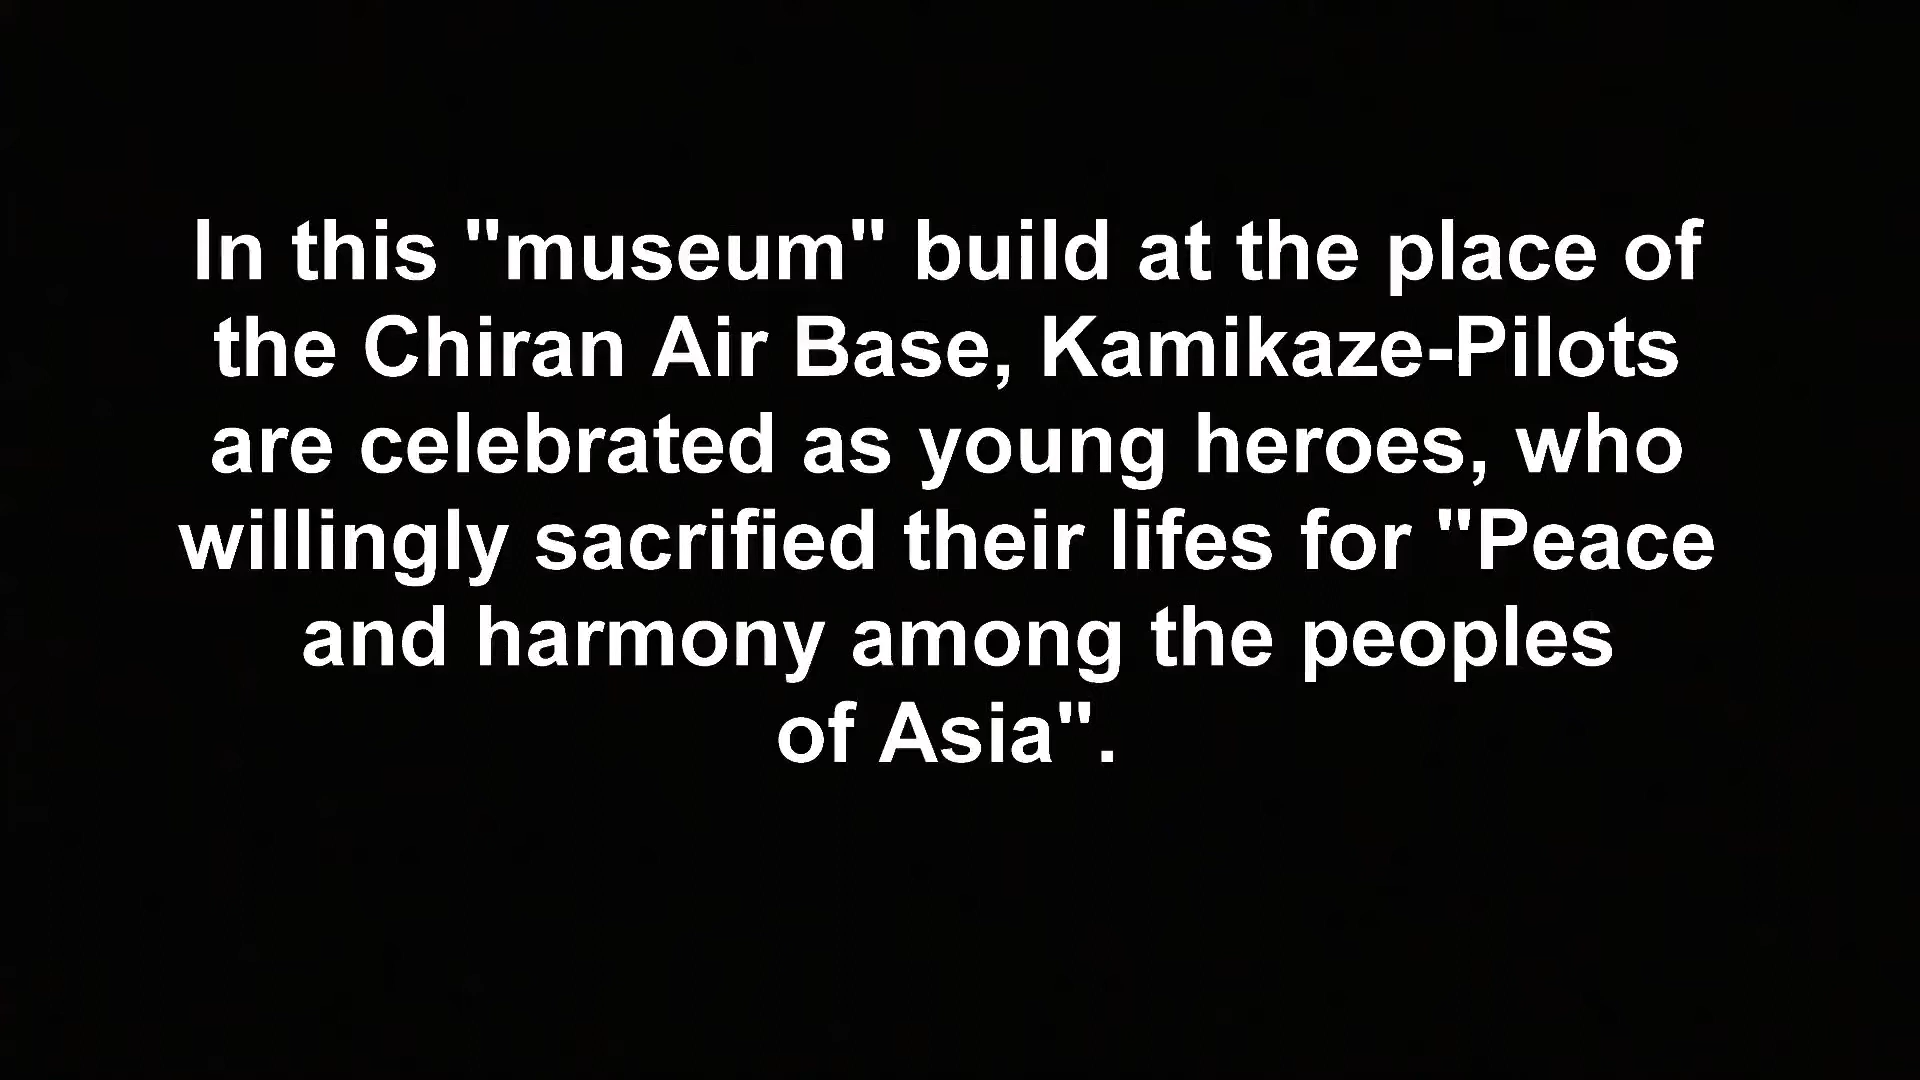 In this "museum" build at the place of
the Chiran Air Base, Kamikaze-Pilots
are celebrated as young heroes, who
willingly sacrified their lifes for "Peace
and harmony among the peoples
of Asia".